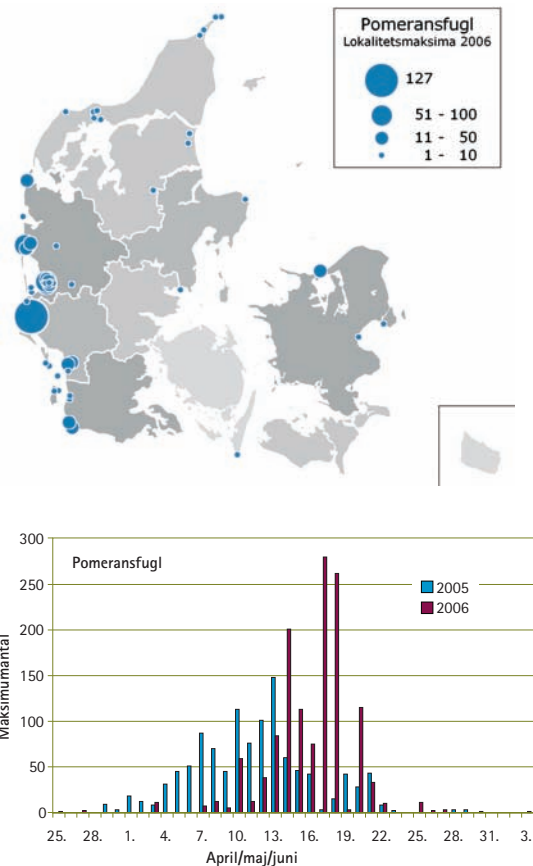 Pomeransfugl
Lokalitetsmaksima 2006
127
51 - 100
11 - 50
1 - 10
300
250
200
150
100
50
0
Maksimumantal
Pomeransfugl
2005
2006
25. 28. 1. 4. 7. 10. 13. 16. 19. 22. 25. 28. 31. 3.
April/maj/juni